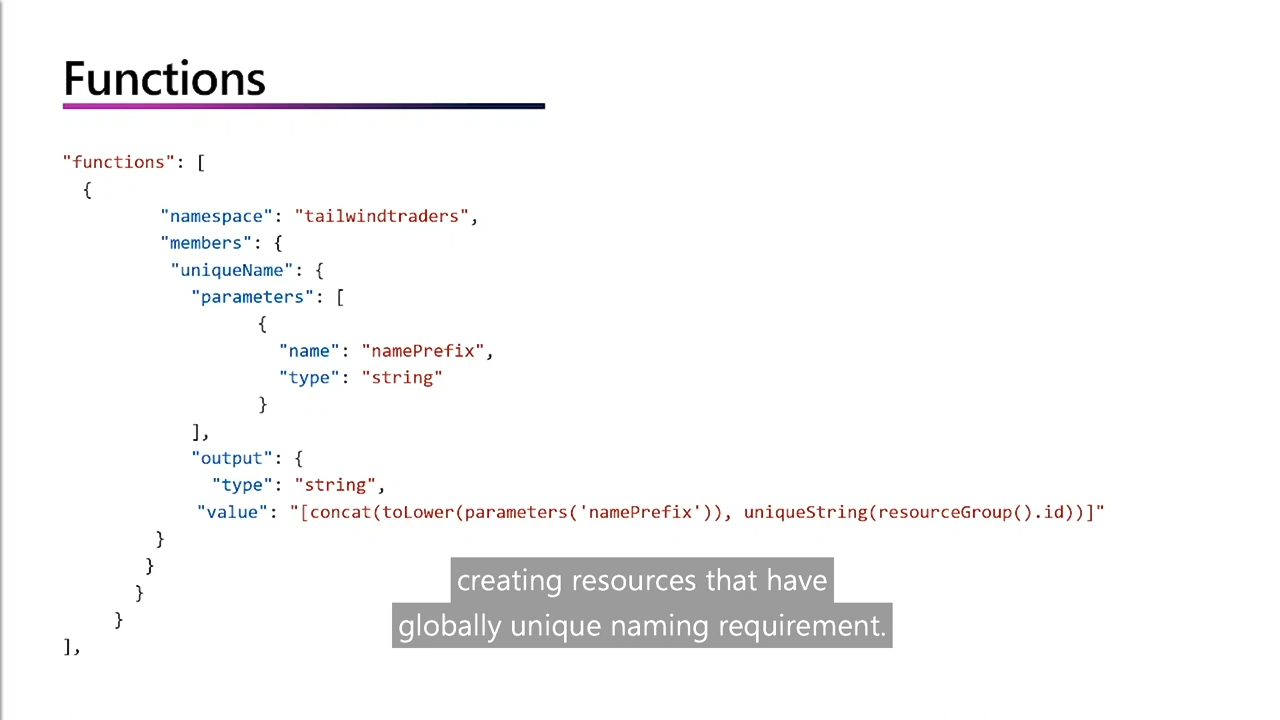 Functions
"functions": [
{
"namespace": "tailwindtraders",
"members": {
"uniqueName": {
"parameters": [
{
"name": "namePrefix",
"type": "string"
}
],
"output": {
"type": "string",
"value": "[concat(toLower(parameters('namePrefix')), uniqueString(resourceGroup().id))]"
}
}
}
}
],
creating resources that have
globally unique naming requirement.